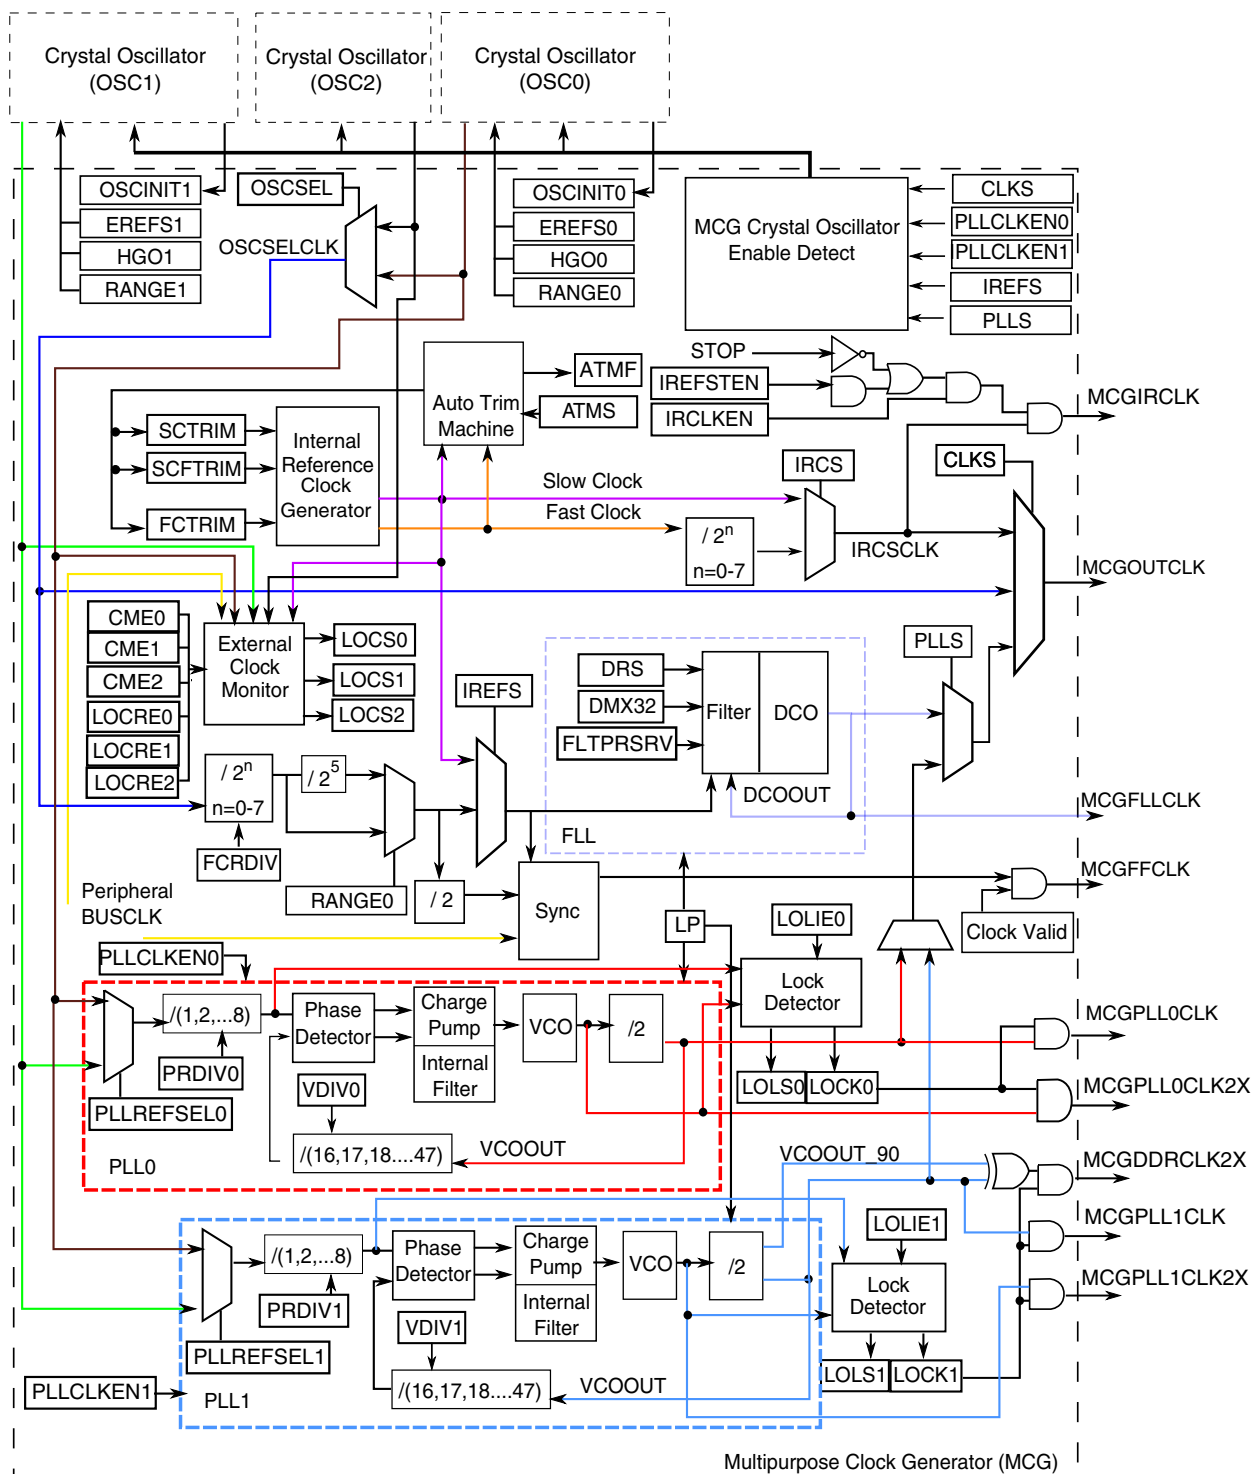 Crystal Oscillator
(OSC1)
Crystal Oscillator
(OSC2)
Crystal Oscillator
(OSC0)
OSCINIT1
EREFS1
HGO1
RANGE1
OSCSEL
OSCSELCLK
OSCINIT0
EREFS0
HGO0
RANGE0
MCG Crystal Oscillator
Enable Detect
CLKS
PLLCLKEN0
PLLCLKEN1
IREFS
PLLS
STOP
IREFSTEN
IRCLKEN
MCGIRCLK
Auto Trim
Machine
ATMF
ATMS
SCTRIM
SCFTRIM
FCTRIM
Internal
Reference
Clock
Generator
Slow Clock
Fast Clock
IRCS
CLKS
/ 2n
n=0-7
IRCSCLK
MCGOUTCLK
CME0
CME1
CME2
LOCRE0
LOCRE1
LOCRE2
External
Clock
Monitor
LOCS0
LOCS1
LOCS2
IREFS
DRS
DMX32
FLTPRSRV
Filter
DCO
PLLS
/ 2n
n=0-7
/ 25
DCOOUT
FLL
MCGFLLCLK
FCRDIV
RANGE0
/ 2
Sync
Peripheral
BUSCLK
LP
LOLIE0
MCGFFCLK
Clock Valid
PLLCLKEN0
/(1,2,...8)
Phase
Detector
Charge
Pump
Internal
Filter
VCO
/2
Lock
Detector
MCGPLL0CLK
PRDIV0
PLLREFSEL0
VDIV0
LOLS0
LOCK0
MCGPLL0CLK2X
/(16,17,18....47)
VCOOUT
PLL0
VCOOUT_90
MCGDDRCLK2X
MCGPLL1CLK
LOLIE1
/(1,2,...8)
Phase
Detector
Charge
Pump
Internal
Filter
VCO
/2
Lock
Detector
MCGPLL1CLK2X
PRDIV1
PLLREFSEL1
VDIV1
LOLS1
LOCK1
PLLCLKEN1
/(16,17,18....47)
VCOOUT
PLL1
Multipurpose Clock Generator (MCG)